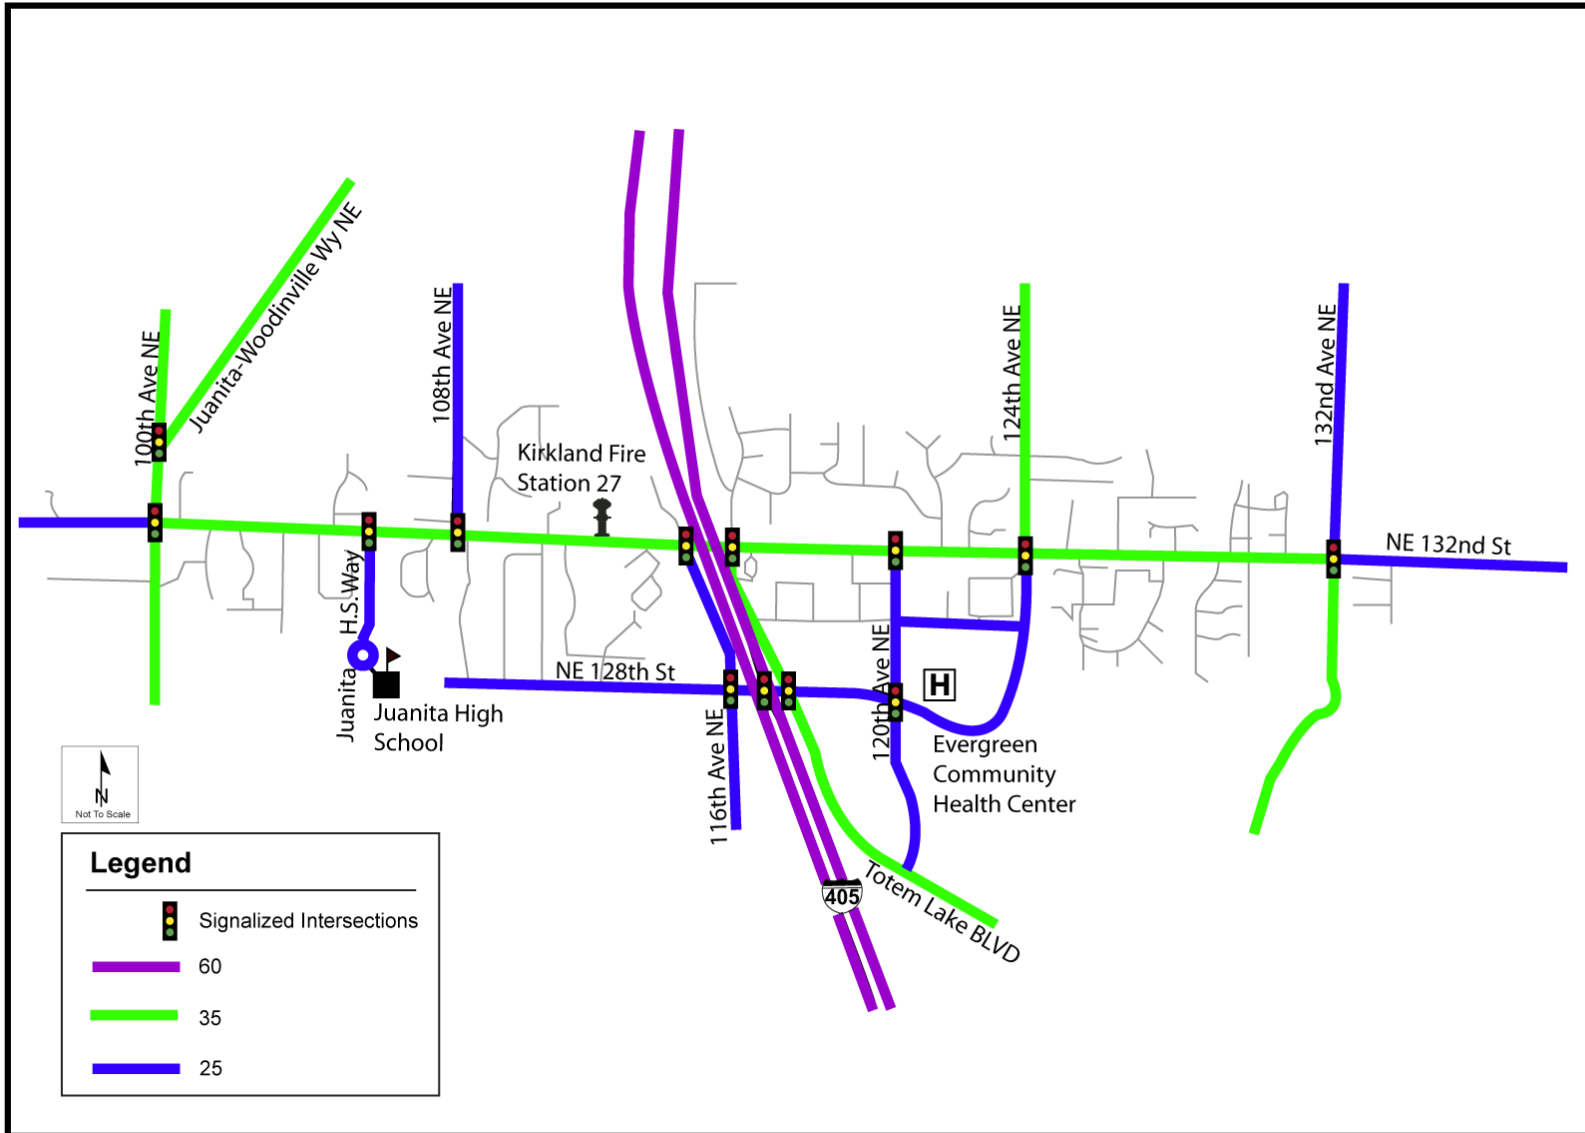 Juanita-Woodinville Wy NE
100th Ave NE
108th Ave NE
124th Ave NE
132nd Ave NE
Kirkland Fire
Station 27
NE 132nd St
Juanita H.S. Way
NE 128th St
H
120th Ave NE
Juanita High
School
116th Ave NE
Evergreen
Community
Health Center
N
Not To Scale
405
Totem Lake BLVD
Legend
Signalized Intersections
60
35
25